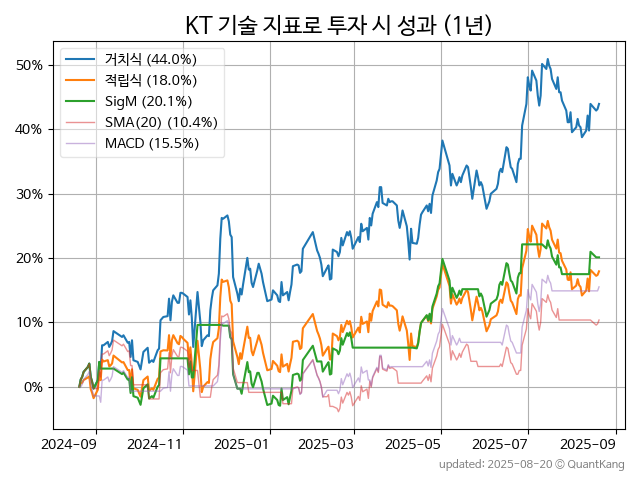 KT 기술 지표로 투자 시 성과 (1년)
거치식 (44.0%)
적립식 (18.0%)
SigM (20.1%)
SMA(20) (10.4%)
MACD (15.5%)
50%
40%
30%
20%
10%
0%
2024-09 2024-11 2025-01 2025-03 2025-05 2025-07 2025-09
updated: 2025-08-20 © QuantKang